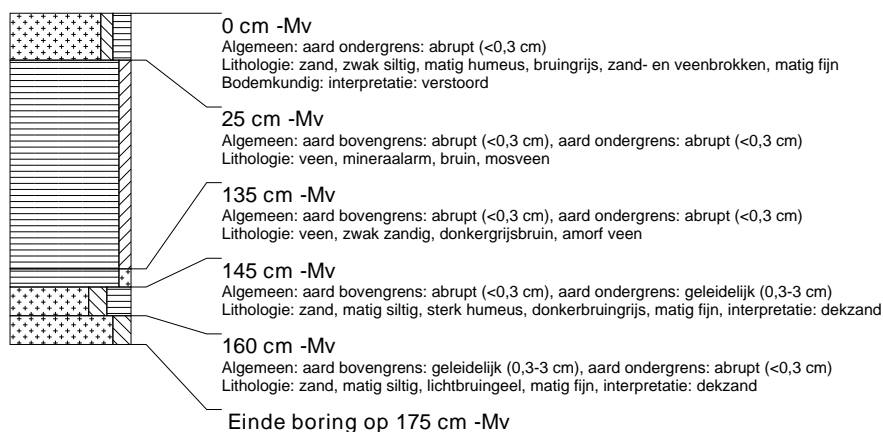 0 cm -Mv
Algemeen: aard ondergrens: abrupt (<0,3 cm)
Lithologie: zand, zwak siltig, matig humeus, bruingrijs, zand- en veenbrokken, matig fijn
Bodemkundig: interpretatie: verstoord
25 cm -Mv
Algemeen: aard bovengrens: abrupt (<0,3 cm), aard ondergrens: abrupt (<0,3 cm)
Lithologie: veen, mineraalarm, bruin, mosveen
135 cm -Mv
Algemeen: aard bovengrens: abrupt (<0,3 cm), aard ondergrens: abrupt (<0,3 cm)
Lithologie: veen, zwak zandig, donkergrijsbruin, amorf veen
145 cm -Mv
Algemeen: aard bovengrens: abrupt (<0,3 cm), aard ondergrens: geleidelijk (0,3-3 cm)
Lithologie: zand, matig siltig, sterk humeus, donkerbruingrijs, matig fijn, interpretatie: dekzand
160 cm -Mv
Algemeen: aard bovengrens: geleidelijk (0,3-3 cm), aard ondergrens: abrupt (<0,3 cm)
Lithologie: zand, matig siltig, lichtbruingeel, matig fijn, interpretatie: dekzand
Einde boring op 175 cm -Mv